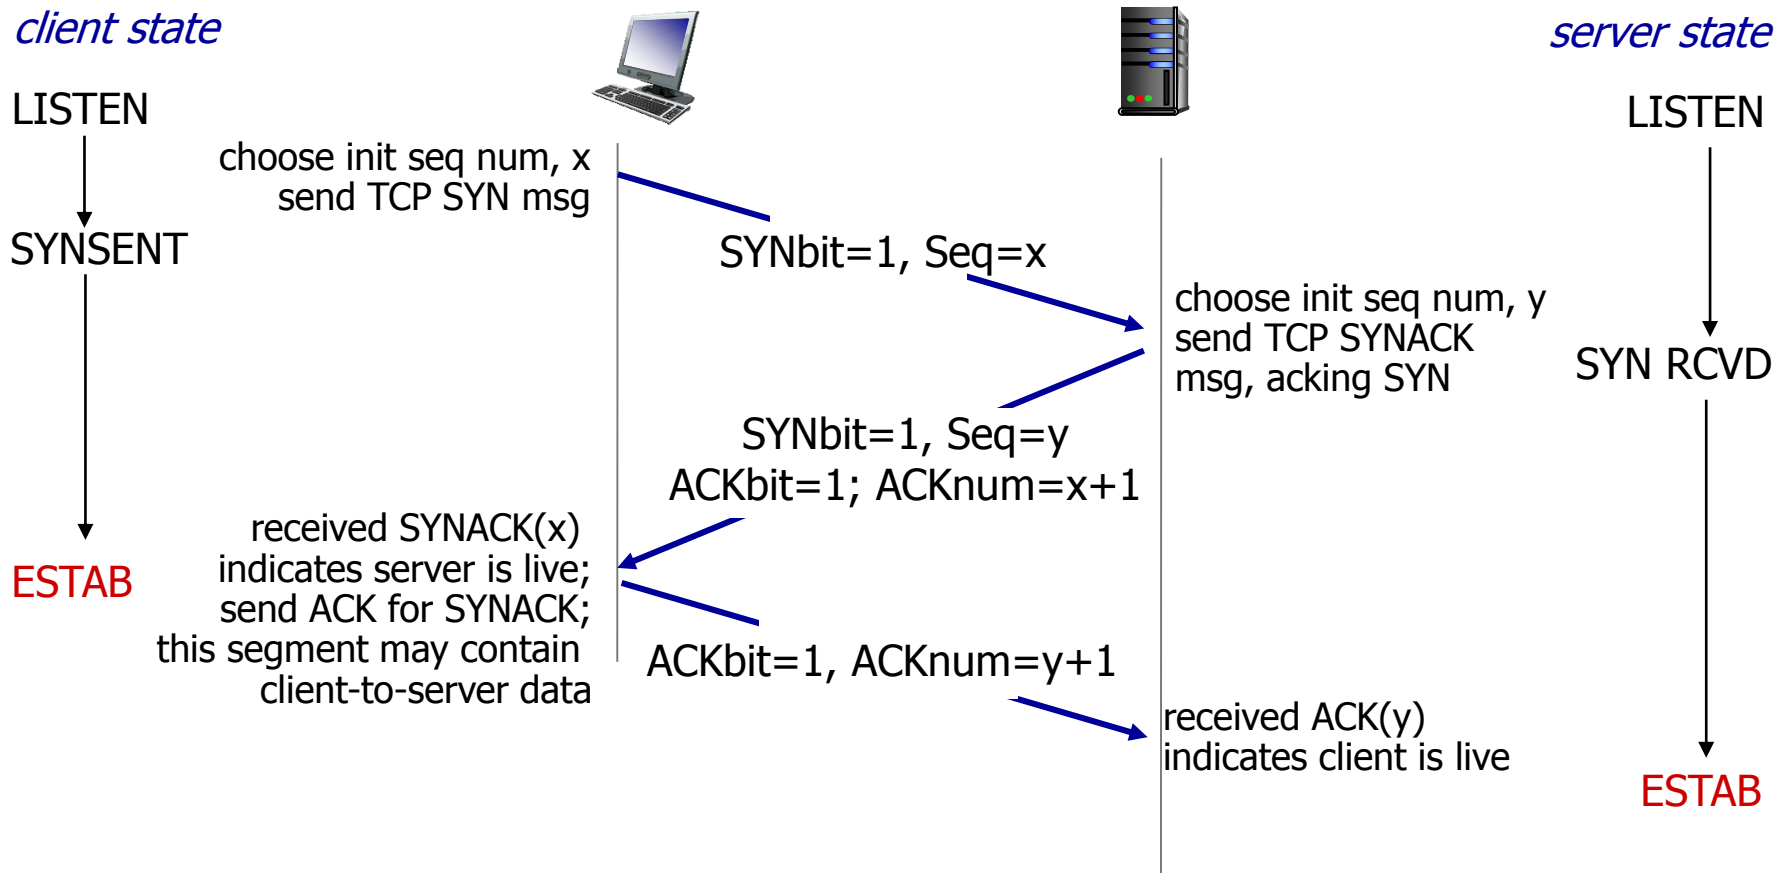 client state
server state
LISTEN
LISTEN
choose init seq num, x
send TCP SYN msg
SYNSENT
SYNbit=1, Seq=x
choose init seq num, y
send TCP SYNACK
msg, acking SYN
SYN RCVD
SYNbit=1, Seq=y
ACKbit=1; ACKnum=x+1
received SYNACK(x)
indicates server is live;
send ACK for SYNACK;
this segment may contain
client-to-server data
ESTAB
ACKbit=1, ACKnum=y+1
received ACK(y)
indicates client is live
ESTAB